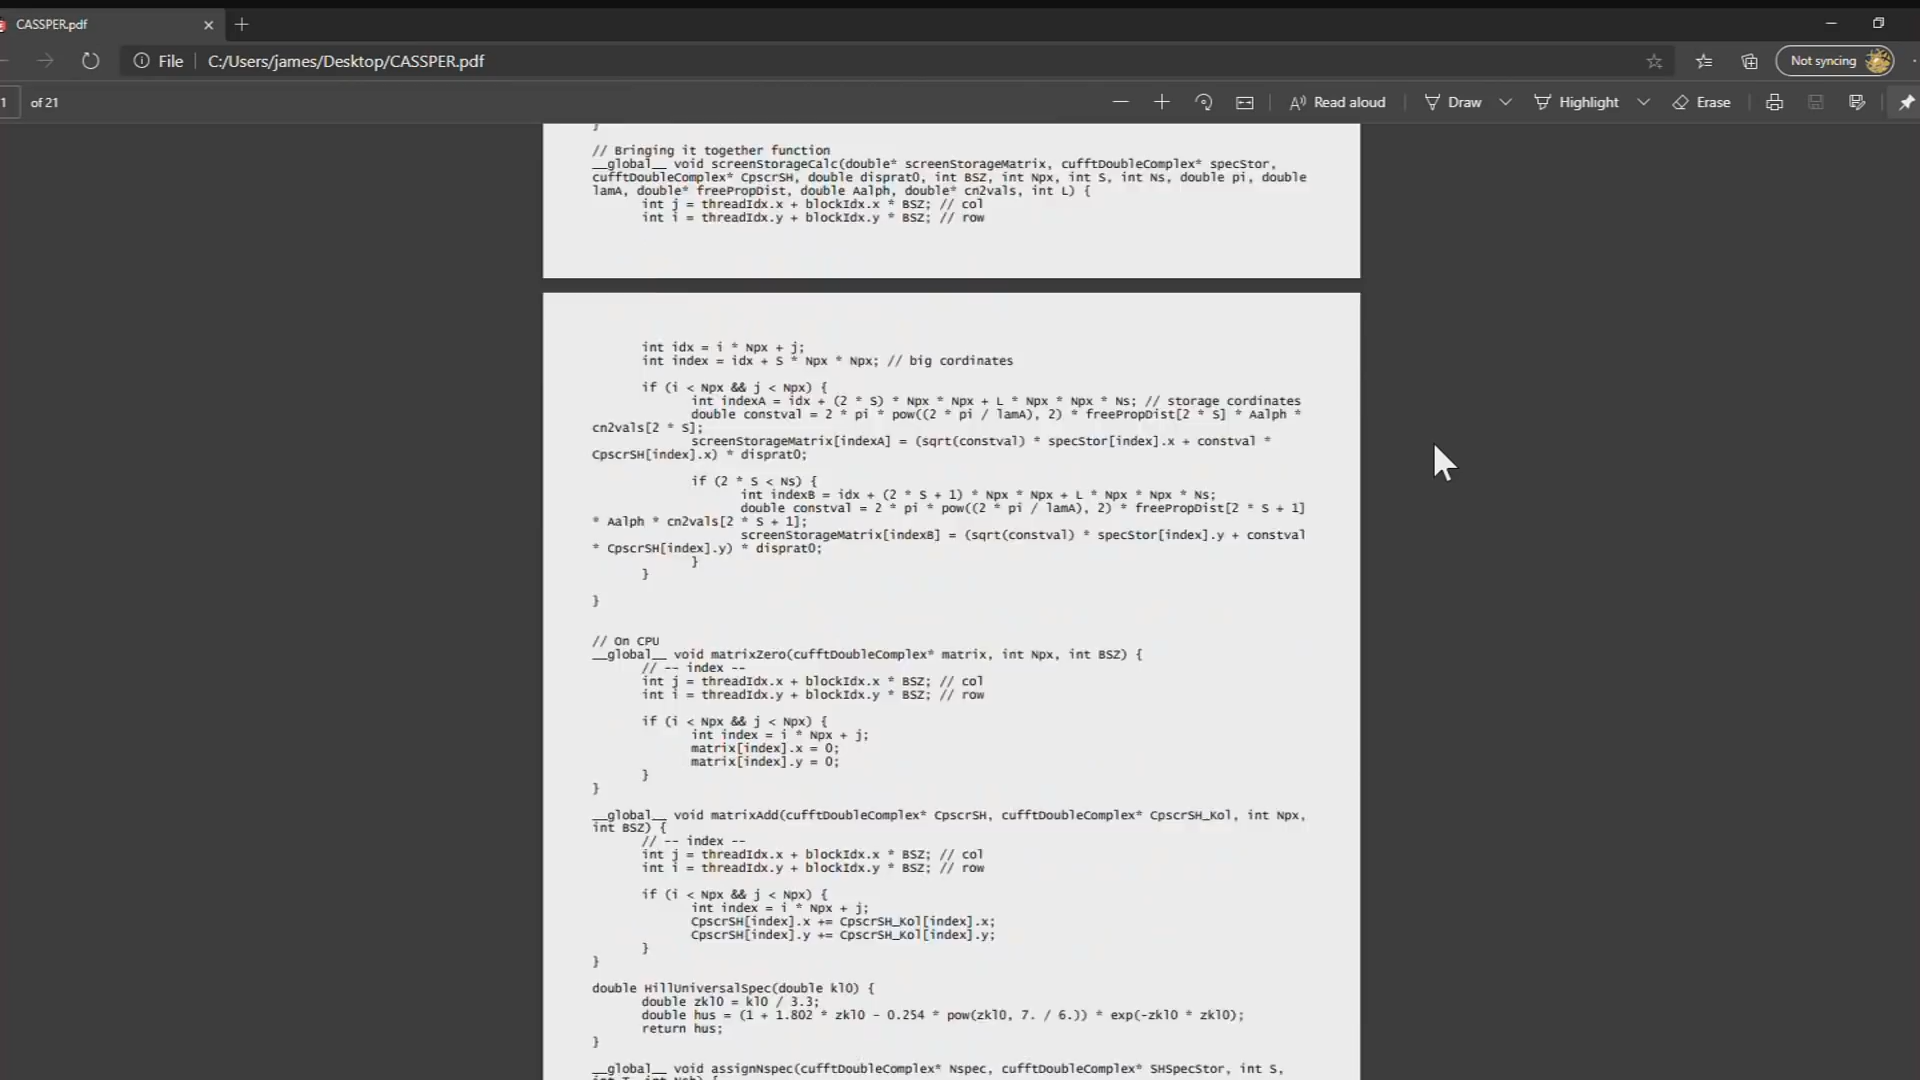 CASSPER.pdf
File
C:/Users/james/Desktop/CASSPER.pdf
Not syncing
1 of 21
Read aloud
Draw
Highlight
Erase
}
// Bringing it together function
__global__ void screenStorageCalc(double* screenStorageMatrix, cufftDoubleComplex* specStor,
cufftDoubleComplex* CpscrSH, double disprat0, int BSZ, int Npx, int S, int Ns, double pi, double
lamA, double* freePropDist, double Aalph, double* cn2vals, int L) {
int j = threadIdx.x + blockIdx.x * BSZ; // col
int i = threadIdx.y + blockIdx.y * BSZ; // row
int idx = i * Npx + j;
int index = idx + S * Npx * Npx; // big cordinates
if (i < Npx && j < Npx) {
int indexA = idx + (2 * S) * Npx * Npx + L * Npx * Npx * Ns; // storage cordinates
double constval = 2 * pi * pow((2 * pi / lamA), 2) * freePropDist[2 * S] * Aalph *
cn2vals[2 * S];
screenStorageMatrix[indexA] = (sqrt(constval) * specStor[index].x + constval *
CpscrSH[index].x) * disprat0;
if (2 * S < Ns) {
int indexB = idx + (2 * S + 1) * Npx * Npx + L * Npx * Npx * Ns;
double constval = 2 * pi * pow((2 * pi / lamA), 2) * freePropDist[2 * S + 1]
* Aalph * cn2vals[2 * S + 1];
screenStorageMatrix[indexB] = (sqrt(constval) * specStor[index].y + constval
* CpscrSH[index].y) * disprat0;
}
}
}
// On CPU
__global__ void matrixZero(cufftDoubleComplex* matrix, int Npx, int BSZ) {
// -- index --
int j = threadIdx.x + blockIdx.x * BSZ; // col
int i = threadIdx.y + blockIdx.y * BSZ; // row
if (i < Npx && j < Npx) {
int index = i * Npx + j;
matrix[index].x = 0;
matrix[index].y = 0;
}
}
__global__ void matrixAdd(cufftDoubleComplex* CpscrSH, cufftDoubleComplex* CpscrSH_Kol, int Npx,
int BSZ) {
// -- index --
int j = threadIdx.x + blockIdx.x * BSZ; // col
int i = threadIdx.y + blockIdx.y * BSZ; // row
if (i < Npx && j < Npx) {
int index = i * Npx + j;
CpscrSH[index].x += CpscrSH_Kol[index].x;
CpscrSH[index].y += CpscrSH_Kol[index].y;
}
}
double HillUniversalSpec(double kl0) {
double zkl0 = kl0 / 3.3;
double hus = (1 + 1.802 * zkl0 - 0.254 * pow(zkl0, 7. / 6.)) * exp(-zkl0 * zkl0);
return hus;
}
__global__ void assignNspec(cufftDoubleComplex* Nspec, cufftDoubleComplex* SHSpecStor, int S,